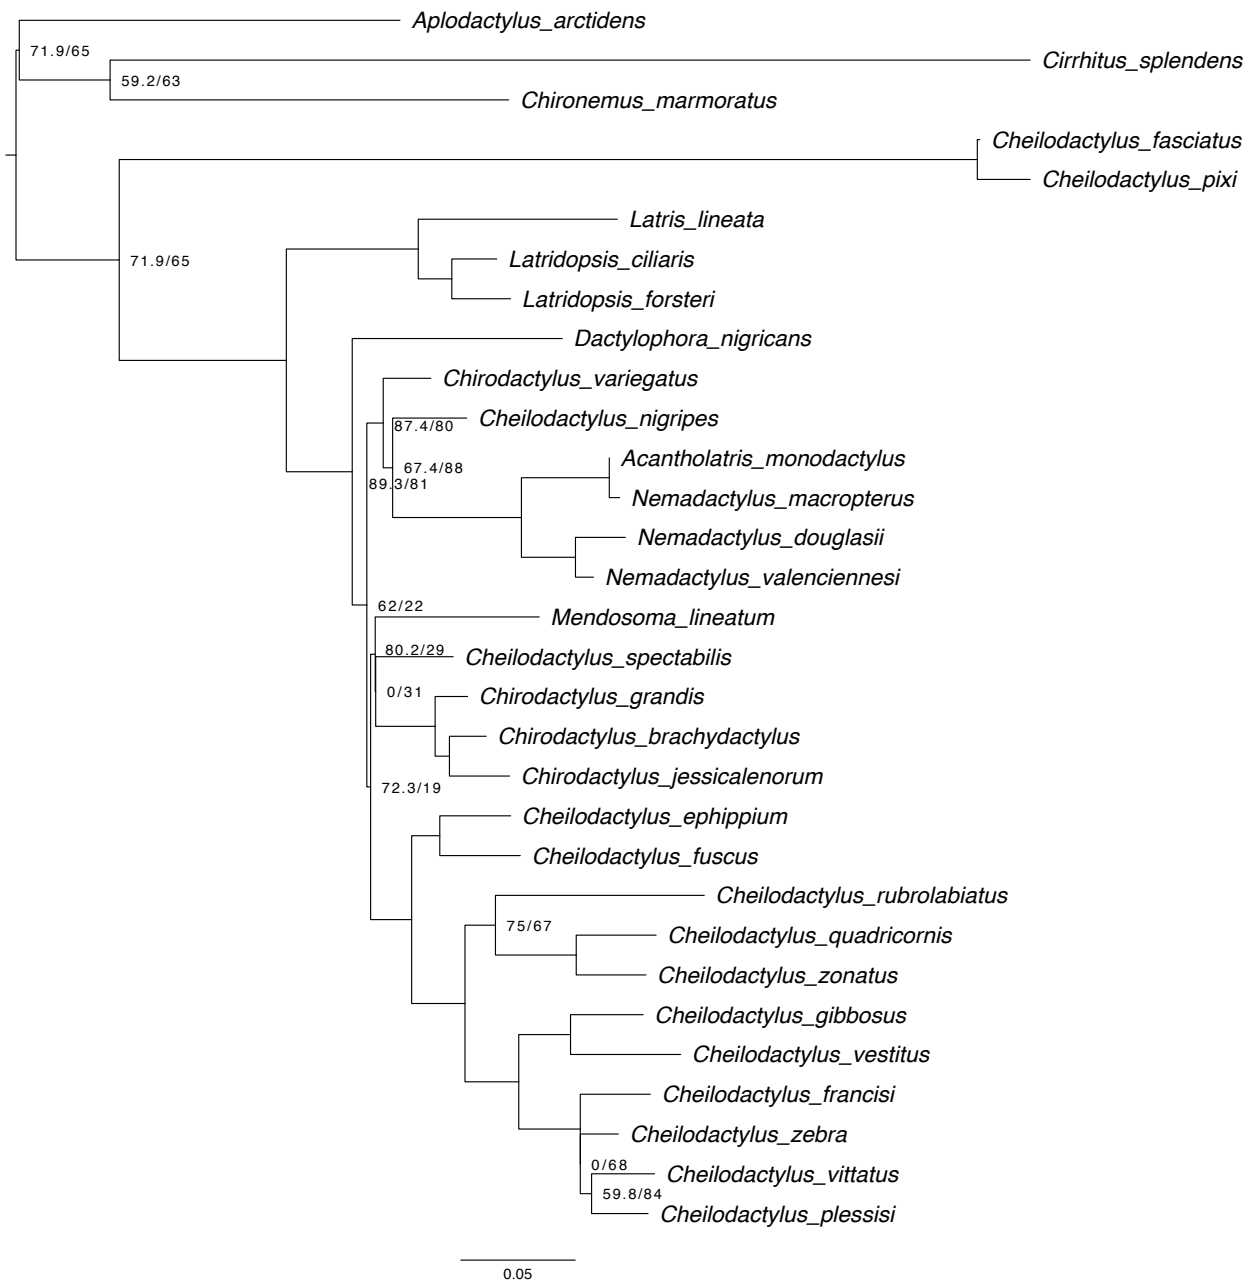 Aplodactylus_arctidens
71.9/65
Cirrhitus_splendens
59.2/63
Chironemus_marmoratus
Cheilodactylus_fasciatus
Cheilodactylus_pixi
Latris_lineata
Latridopsis_ciliaris
71.9/65
Latridopsis_forsteri
Dactylophora_nigricans
Chirodactylus_variegatus
Cheilodactylus_nigripes
87.4/80
Acantholatris_monodactylus
67.4/88
89.3/81
Nemadactylus_macropterus
Nemadactylus_douglasii
Nemadactylus_valenciennesi
62/22
Mendosoma_lineatum
80.2/29
Cheilodactylus_spectabilis
0/31
Chirodactylus_grandis
Chirodactylus_brachydactylus
Chirodactylus_jessicalenorum
72.3/19
Cheilodactylus_ephippium
Cheilodactylus_fuscus
Cheilodactylus_rubrolabiatus
75/67
Cheilodactylus_quadricornis
Cheilodactylus_zonatus
Cheilodactylus_gibbosus
Cheilodactylus_vestitus
Cheilodactylus_francisi
Cheilodactylus_zebra
0/68
Cheilodactylus_vittatus
59.8/84
Cheilodactylus_plessisi
0.05